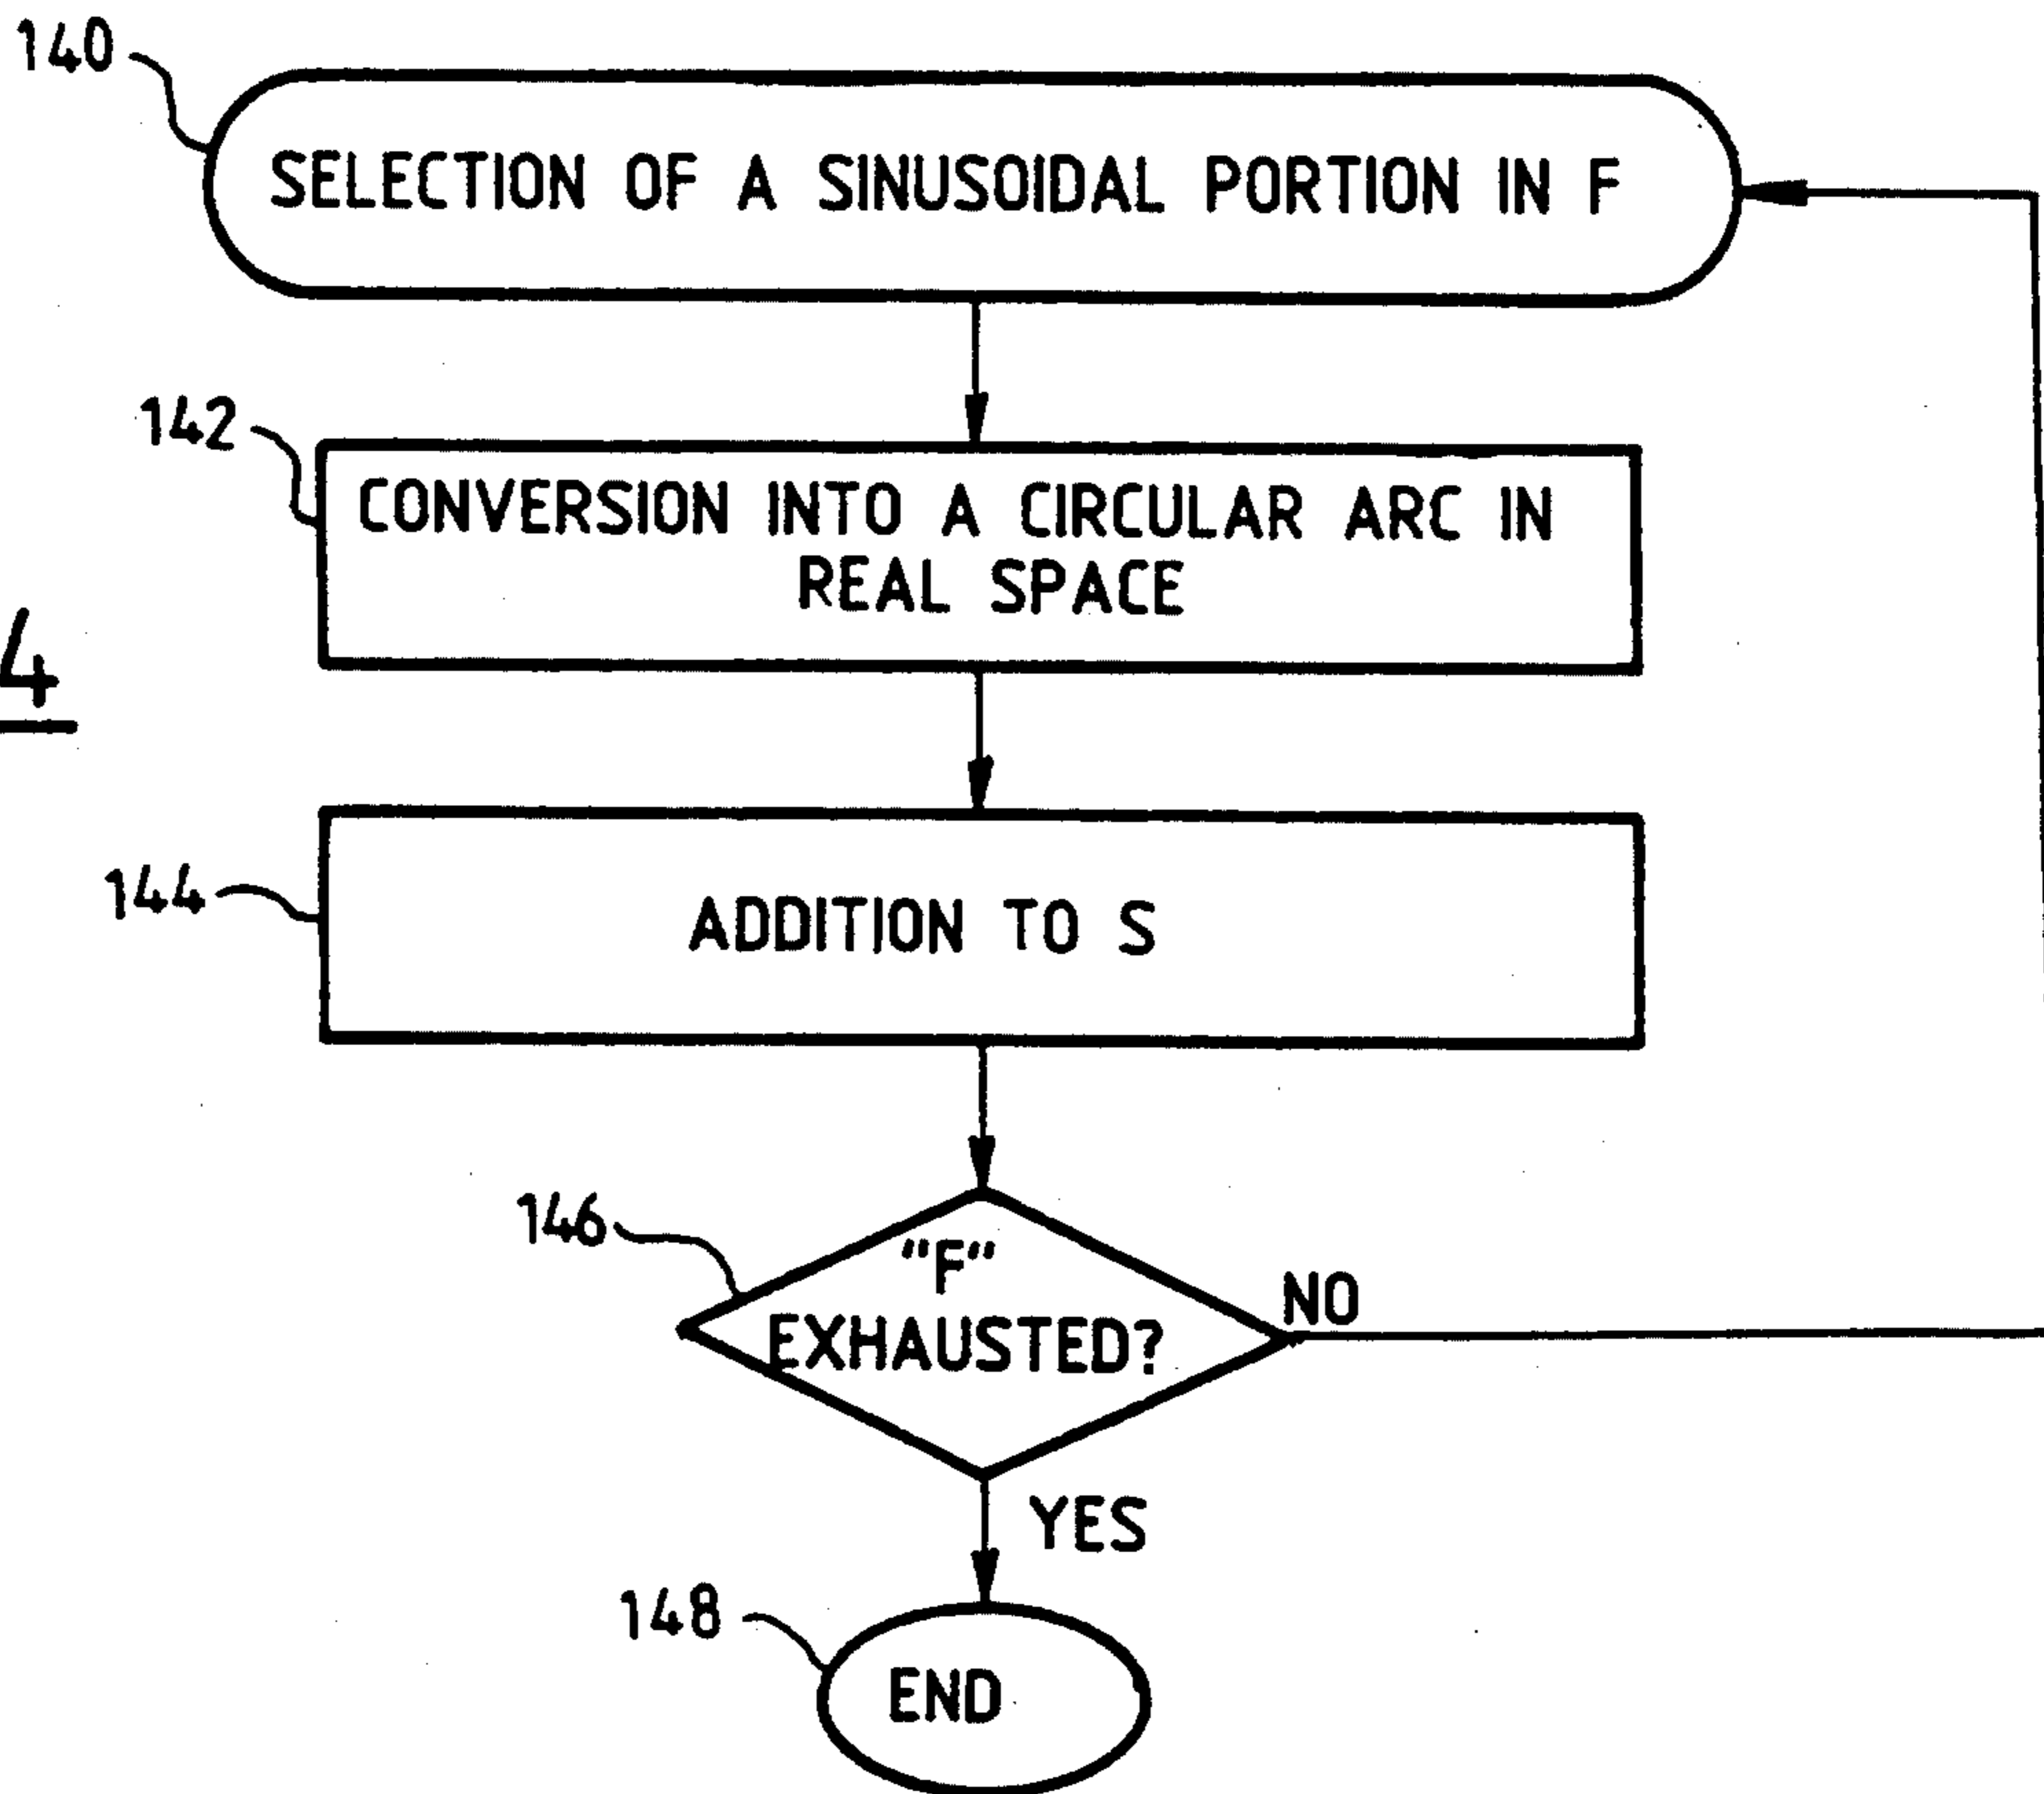 140
SELECTION OF A SINUSOIDAL PORTION IN F
142
CONVERSION INTO A CIRCULAR ARC IN
REAL SPACE
4
144
ADDITION TO S
146
"F"
EXHAUSTED?
NO
YES
148
END